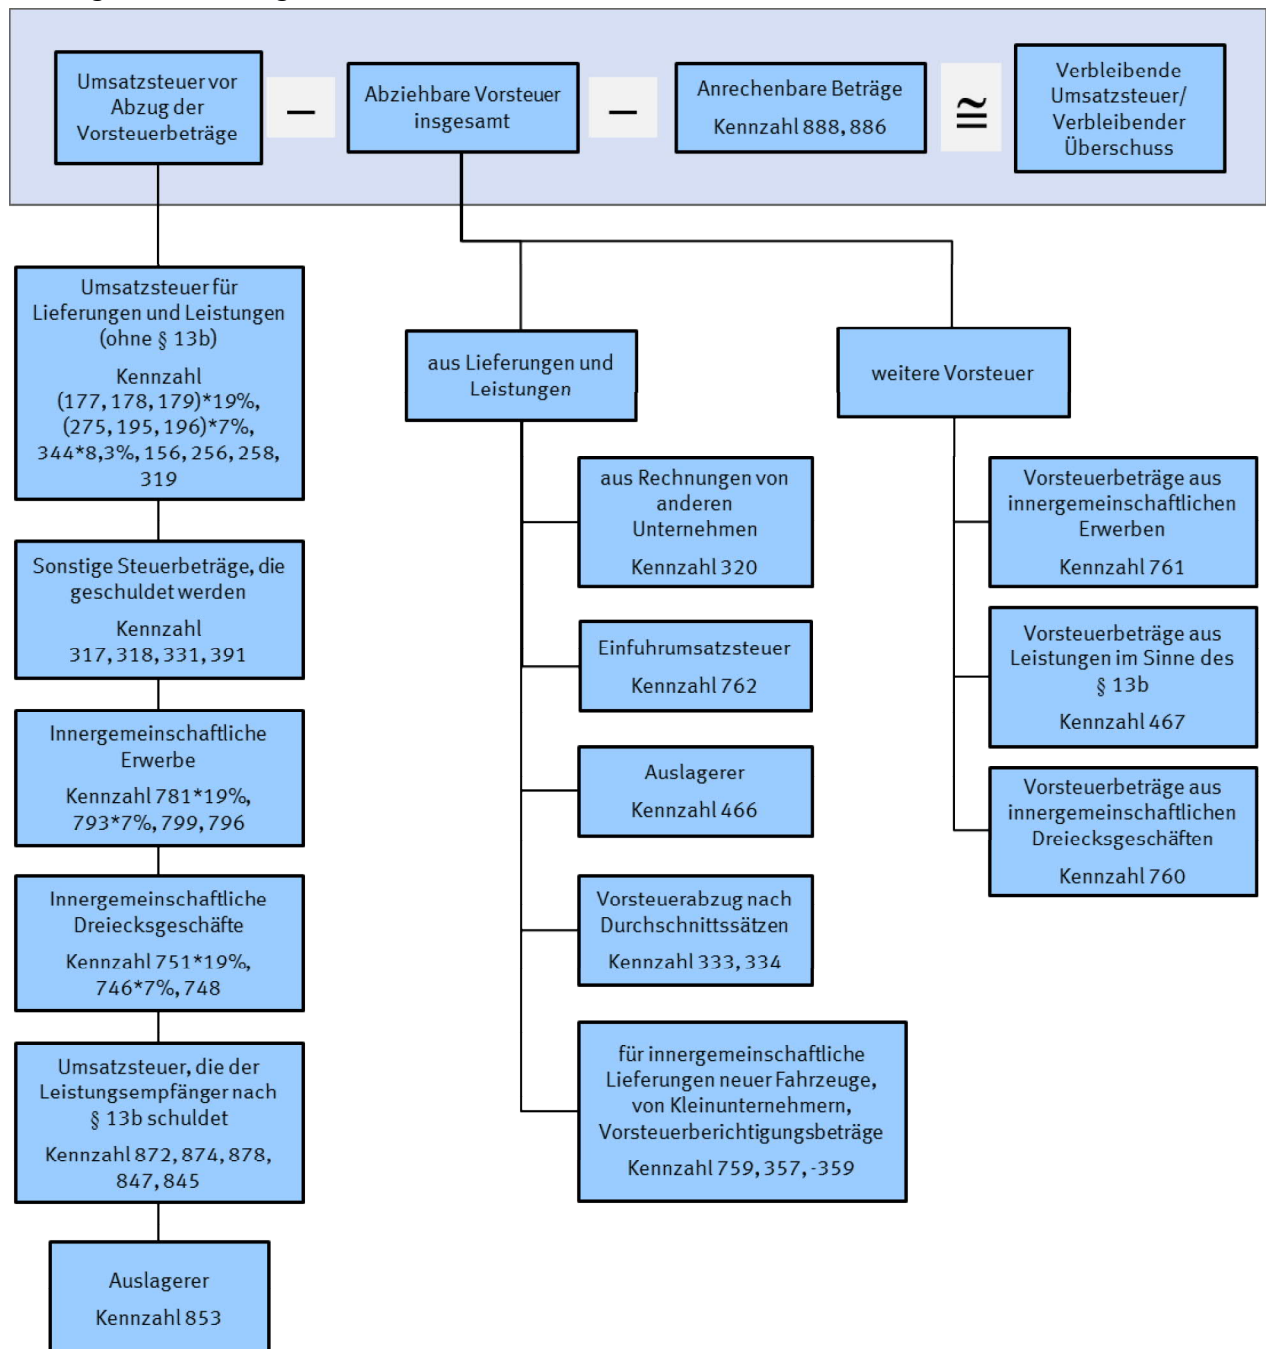 Umsatzsteuer vor
Abzug der
Vorsteuerbeträge
–
Abziehbare Vorsteuer
insgesamt
–
Anrechenbare Beträge
Kennzahl 888, 886
≅
Verbleibende
Umsatzsteuer/
Verbleibender
Überschuss
Umsatzsteuer für
Lieferungen und Leistungen
(ohne § 13b)
Kennzahl
(177, 178, 179)*19%,
(275, 195, 196)*7%,
344*8,3%, 156, 256, 258,
319
Sonstige Steuerbeträge, die
geschuldet werden
Kennzahl
317, 318, 331, 391
Innergemeinschaftliche
Erwerbe
Kennzahl 781*19%,
793*7%, 799, 796
Innergemeinschaftliche
Dreiecksgeschäfte
Kennzahl 751*19%,
746*7%, 748
Umsatzsteuer, die der
Leistungsempfänger nach
§ 13b schuldet
Kennzahl 872, 874, 878,
847, 845
Auslagerer
Kennzahl 853
aus Lieferungen und
Leistungen
aus Rechnungen von
anderen
Unternehmen
Kennzahl 320
Einfuhrumsatzsteuer
Kennzahl 762
Auslagerer
Kennzahl 466
Vorsteuerabzug nach
Durchschnittssätzen
Kennzahl 333, 334
für innergemeinschaftliche
Lieferungen neuer Fahrzeuge,
von Kleinunternehmern,
Vorsteuerberichtigungsbeträge
Kennzahl 759, 357, -359
weitere Vorsteuer
Vorsteuerbeträge aus
innergemeinschaftlichen
Erwerben
Kennzahl 761
Vorsteuerbeträge aus
Leistungen im Sinne des
§ 13b
Kennzahl 467
Vorsteuerbeträge aus
innergemeinschaftlichen
Dreiecksgeschäften
Kennzahl 760